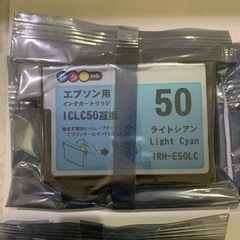 ink
エプソン用
インクカートリッジ
ICLC50互換
50
ライトシアン
Light Cyan
IRH-E50LC